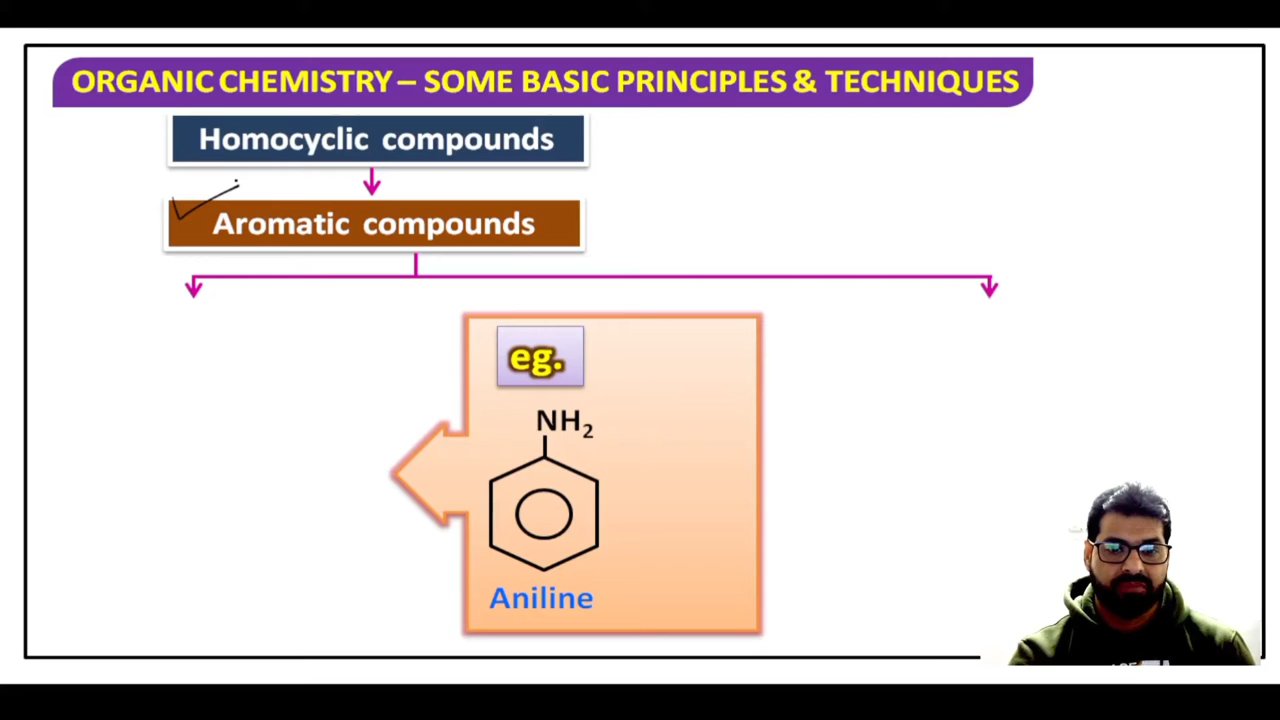 ORGANIC CHEMISTRY – SOME BASIC PRINCIPLES & TECHNIQUES
Homocyclic compounds
Aromatic compounds
eg.
NH₂
Aniline